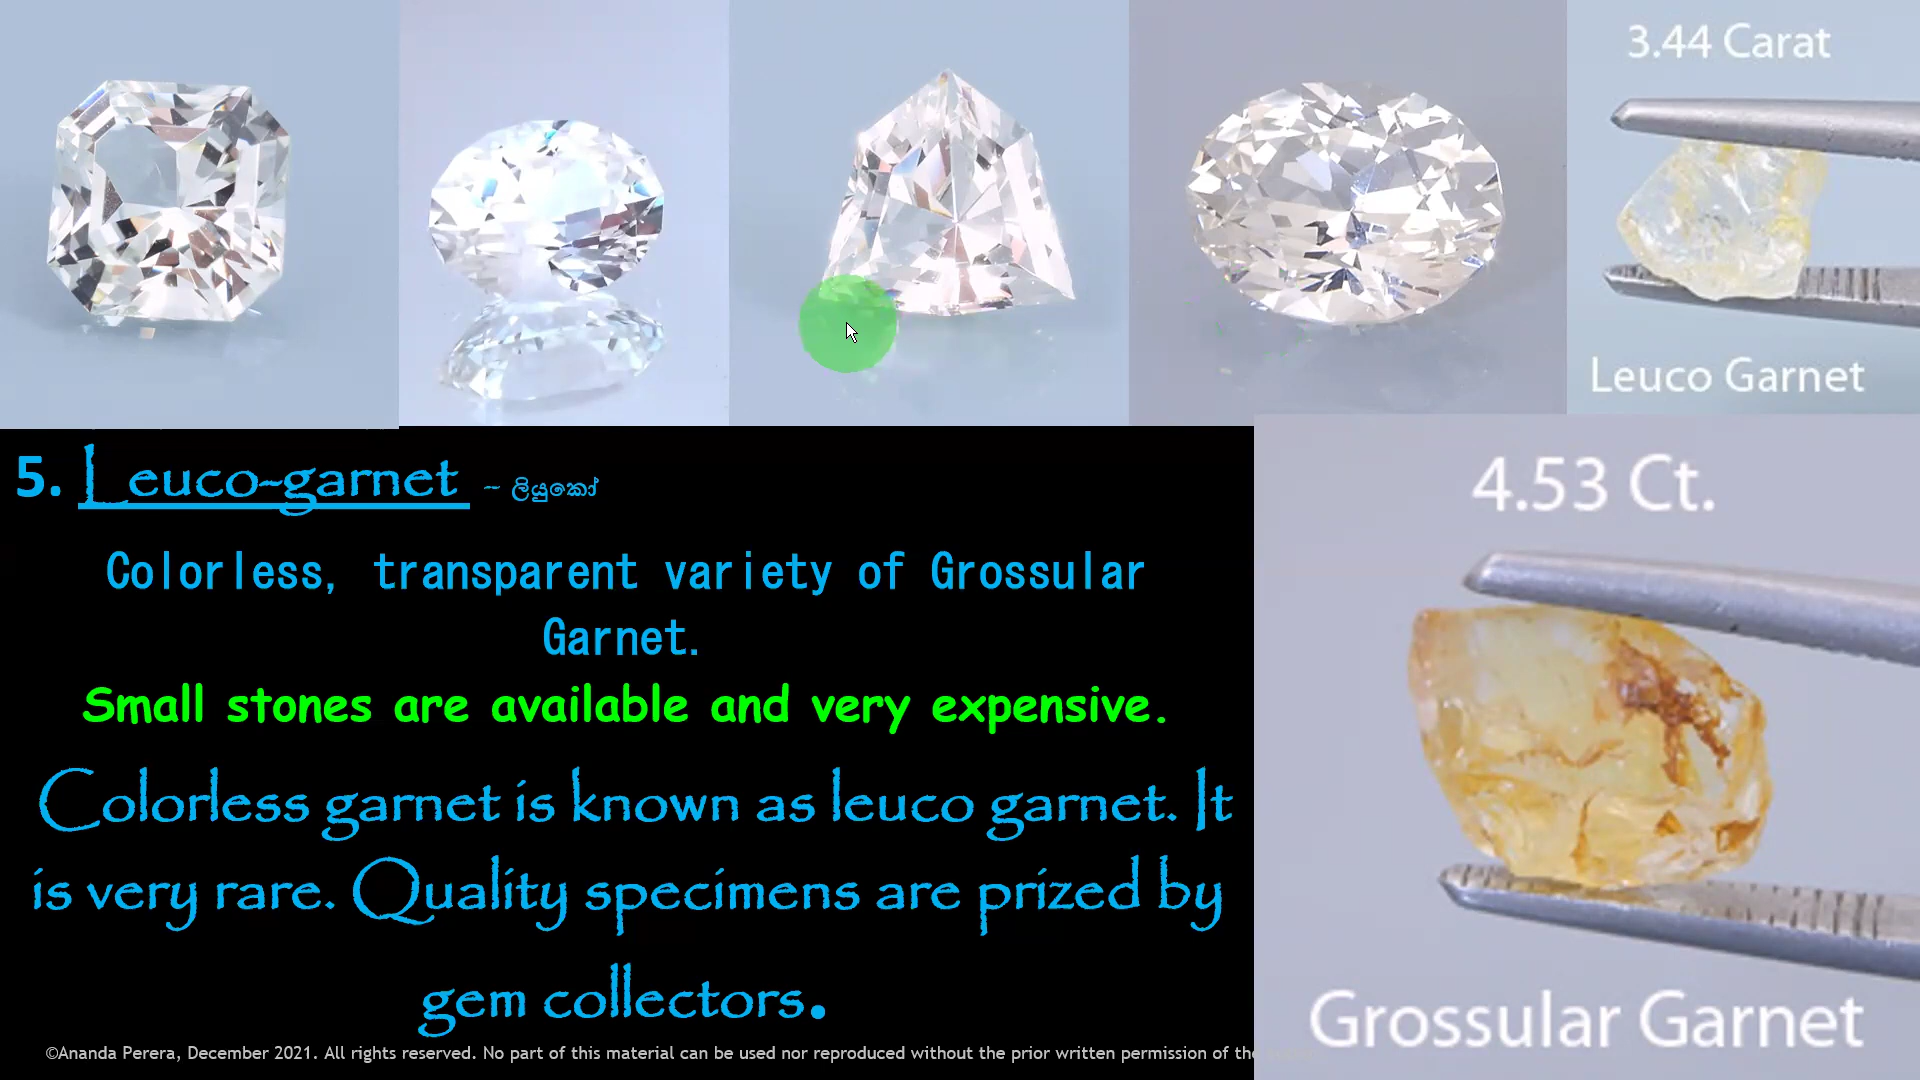 3.44 Carat
Leuco Garnet
5. Leuco-garnet – ලියුකෝ
Colorless, transparent variety of Grossular
Garnet.
Small stones are available and very expensive.
Colorless garnet is known as leuco garnet. It
is very rare. Quality specimens are prized by
gem collectors.
4.53 Ct.
Grossular Garnet
©Ananda Perera, December 2021. All rights reserved. No part of this material can be used nor reproduced without the prior written permission of the